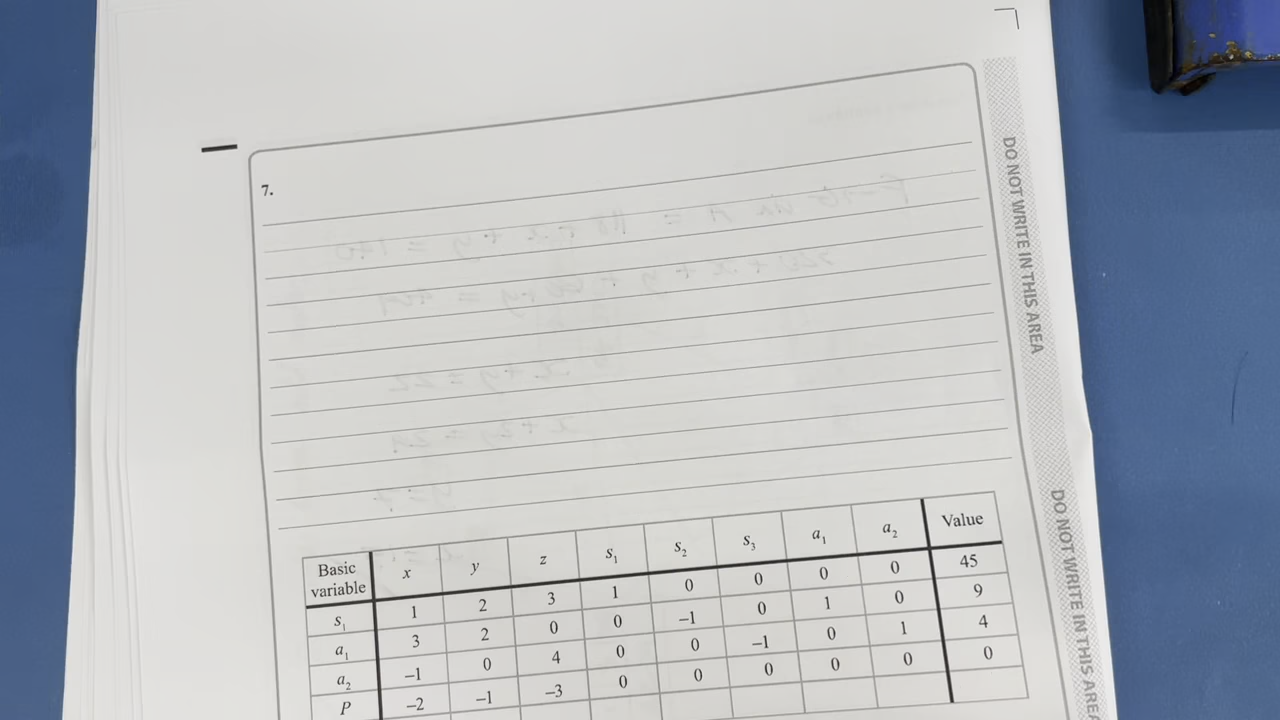 7.
Basic variable x y z s₁ s₂ s₃ a₁ a₂ Value
s₁ 1 2 3 1 0 0 0 0 45
a₁ 3 2 0 0 –1 0 1 0 9
a₂ –1 0 4 0 0 –1 0 1 4
P –2 –1 –3 0 0 0 0 0 0
DO NOT WRITE IN THIS AREA
DO NOT WRITE IN THIS AREA